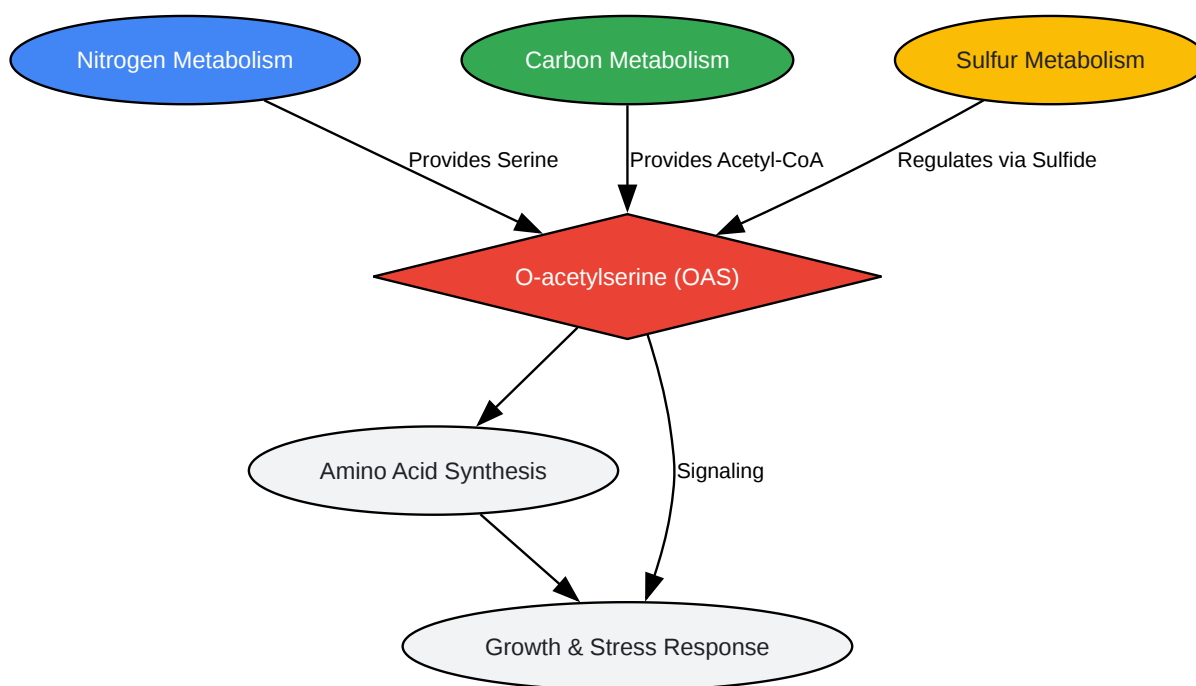 Nitrogen Metabolism
Carbon Metabolism
Sulfur Metabolism
Provides Serine
Provides Acetyl-CoA
Regulates via Sulfide
O-acetylserine (OAS)
Amino Acid Synthesis
Signaling
Growth & Stress Response